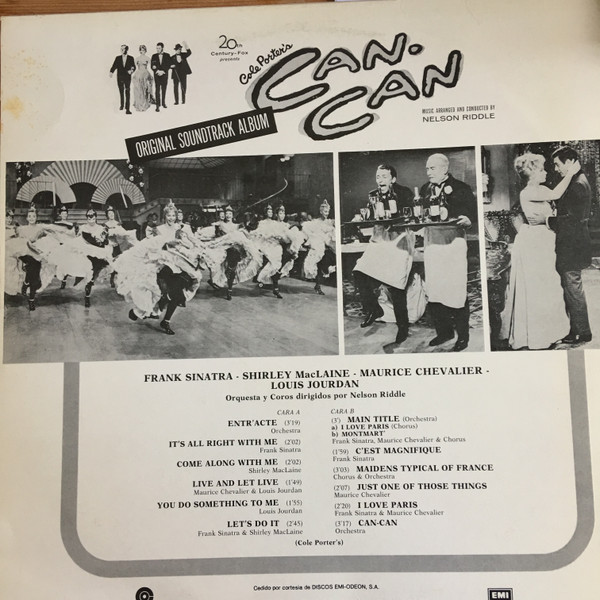 20th
Century-Fox
presents
Cole Porter's
CAN-
CAN
MUSIC ARRANGED AND CONDUCTED BY
NELSON RIDDLE
ORIGINAL SOUNDTRACK ALBUM
FRANK SINATRA - SHIRLEY MacLAINE - MAURICE CHEVALIER -
LOUIS JOURDAN
Orquesta y Coros dirigidos por Nelson Riddle
CARA A
ENTR'ACTE (3'19)
Orchestra
IT'S ALL RIGHT WITH ME (2'02)
Frank Sinatra
COME ALONG WITH ME (2'02)
Shirley MacLaine
LIVE AND LET LIVE (1'49)
Maurice Chevalier & Louis Jourdan
YOU DO SOMETHING TO ME (1'55)
Louis Jourdan
LET'S DO IT (2'45)
Frank Sinatra & Shirley MacLaine
CARA B
(3') MAIN TITLE (Orchestra)
a) I LOVE PARIS (Chorus)
b) MONTMART'
Frank Sinatra, Maurice Chevalier & Chorus
(1'59) C'EST MAGNIFIQUE
Frank Sinatra
(3'03) MAIDENS TYPICAL OF FRANCE
Chorus & Orchestra
(2'07) JUST ONE OF THOSE THINGS
Maurice Chevalier
(2'20) I LOVE PARIS
Frank Sinatra & Maurice Chevalier
(3'17) CAN-CAN
Orchestra
(Cole Porter's)
Cedido por cortesia de DISCOS EMI-ODEON, S.A.
EMI